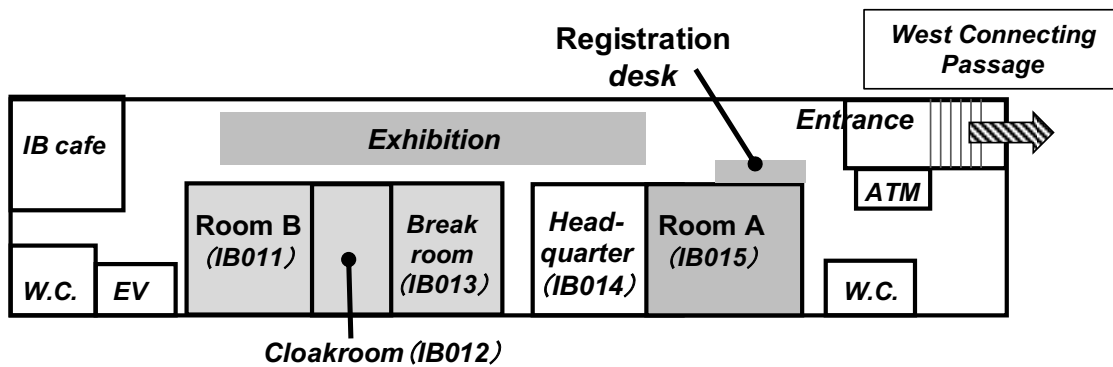 West Connecting
Passage
Registration
desk
Entrance
IB cafe
Exhibition
ATM
Room B
(IB011)
Break
room
(IB013)
Head-
quarter
(IB014)
Room A
(IB015)
W.C.
EV
W.C.
Cloakroom (IB012)